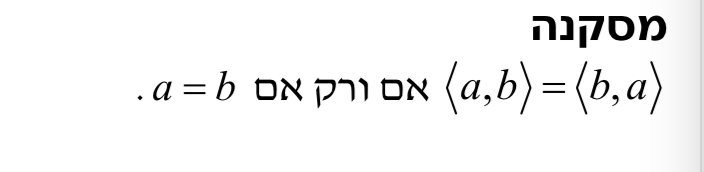 מסקנה
⟨a,b⟩=⟨b,a⟩ אם ורק אם a = b .